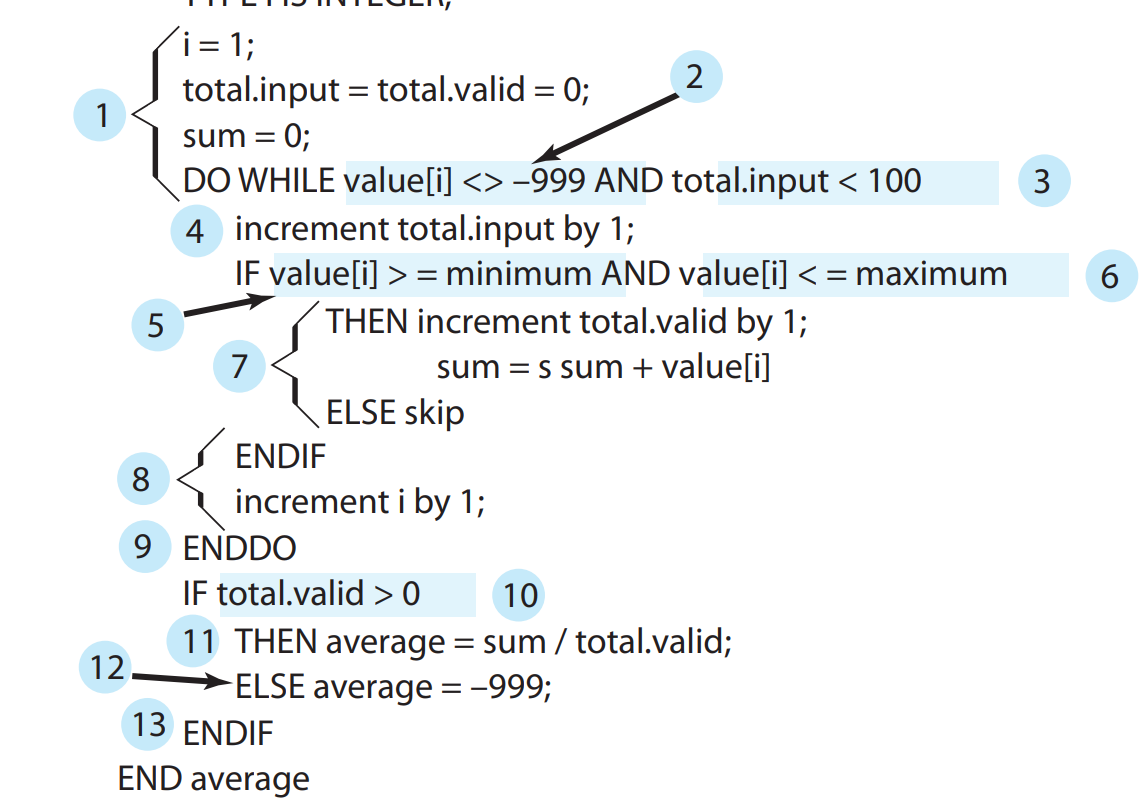 TYPE i IS INTEGER;
i = 1;
total.input = total.valid = 0;
2
1
sum = 0;
DO WHILE value[i] <> –999 AND total.input < 100 3
4 increment total.input by 1;
IF value[i] > = minimum AND value[i] < = maximum 6
5 THEN increment total.valid by 1;
7 sum = s sum + value[i]
ELSE skip
8 ENDIF
increment i by 1;
9 ENDDO
IF total.valid > 0 10
11 THEN average = sum / total.valid;
12 ELSE average = –999;
13 ENDIF
END average